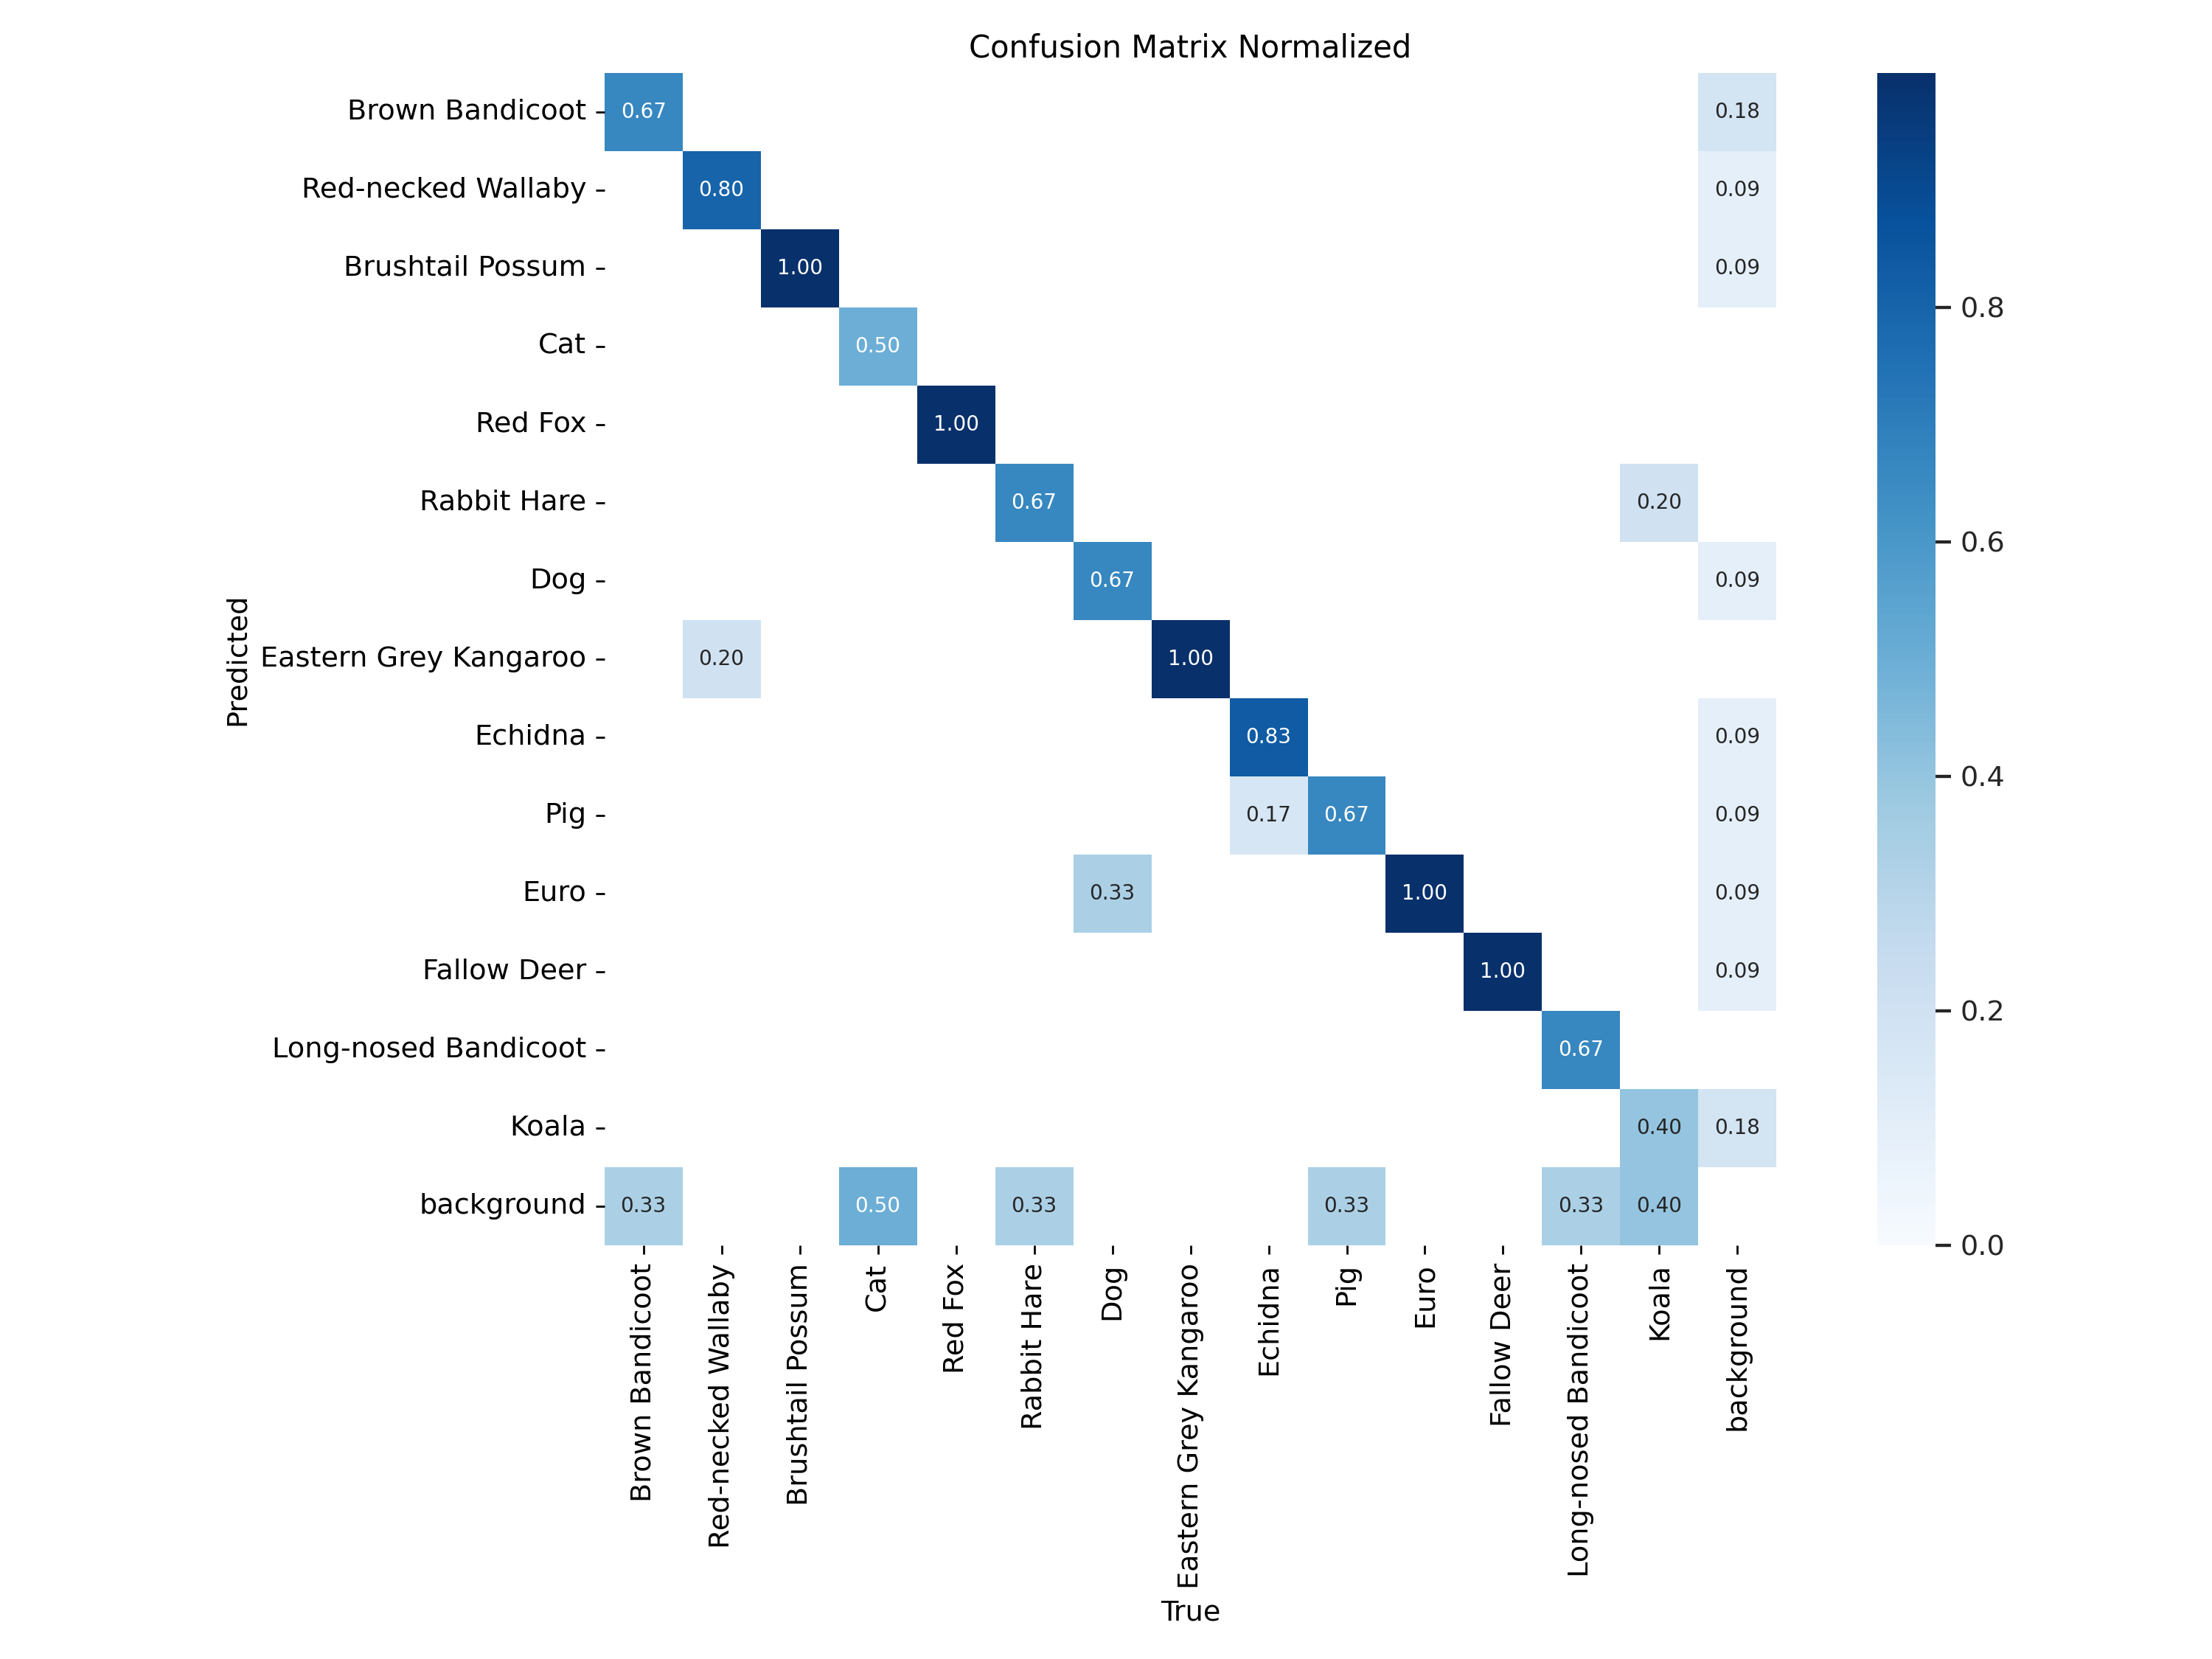 Confusion Matrix Normalized
Brown Bandicoot 0.67 0.18
Red-necked Wallaby 0.80 0.09
Brushtail Possum 1.00 0.09
0.8
Cat 0.50
Red Fox 1.00
Rabbit Hare 0.67 0.20
0.6
Dog 0.67 0.09
Predicted
Eastern Grey Kangaroo 0.20 1.00
Echidna 0.83 0.09
0.4
Pig 0.17 0.67 0.09
Euro 0.33 1.00 0.09
Fallow Deer 1.00 0.09
0.2
Long-nosed Bandicoot 0.67
Koala 0.40 0.18
background 0.33 0.50 0.33 0.33 0.33 0.40
0.0
Brown Bandicoot
Red-necked Wallaby
Brushtail Possum
Cat
Red Fox
Rabbit Hare
Dog
Eastern Grey Kangaroo
Echidna
Pig
Euro
Fallow Deer
Long-nosed Bandicoot
Koala
background
True